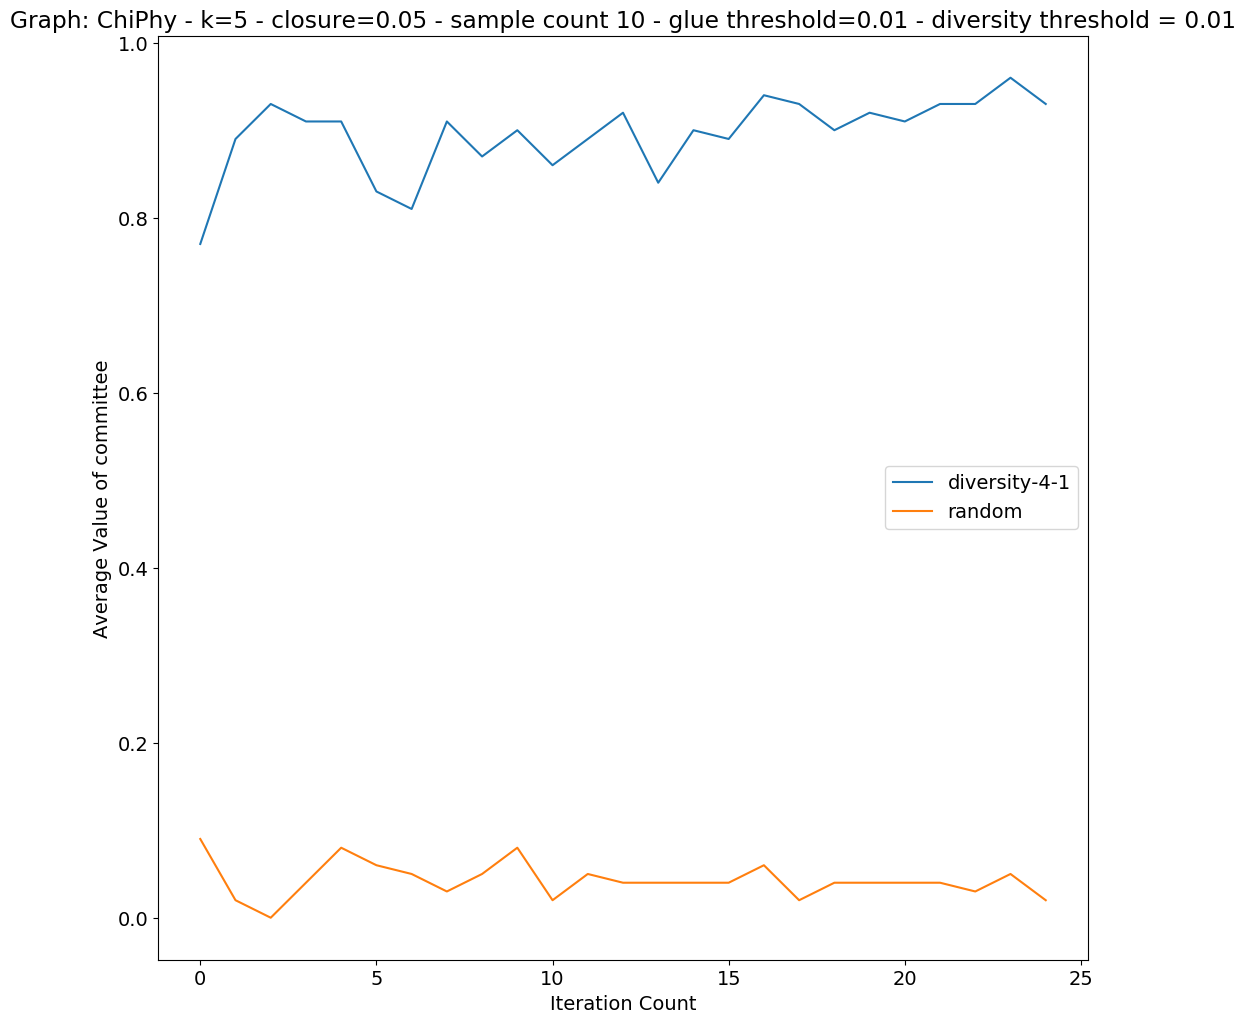 Graph: ChiPhy - k=5 - closure=0.05 - sample count 10 - glue threshold=0.01 - diversity threshold = 0.01
1.0
0.8
0.6
0.4
0.2
0.0
Average Value of committee
diversity-4-1
random
0 5 10 15 20 25
Iteration Count